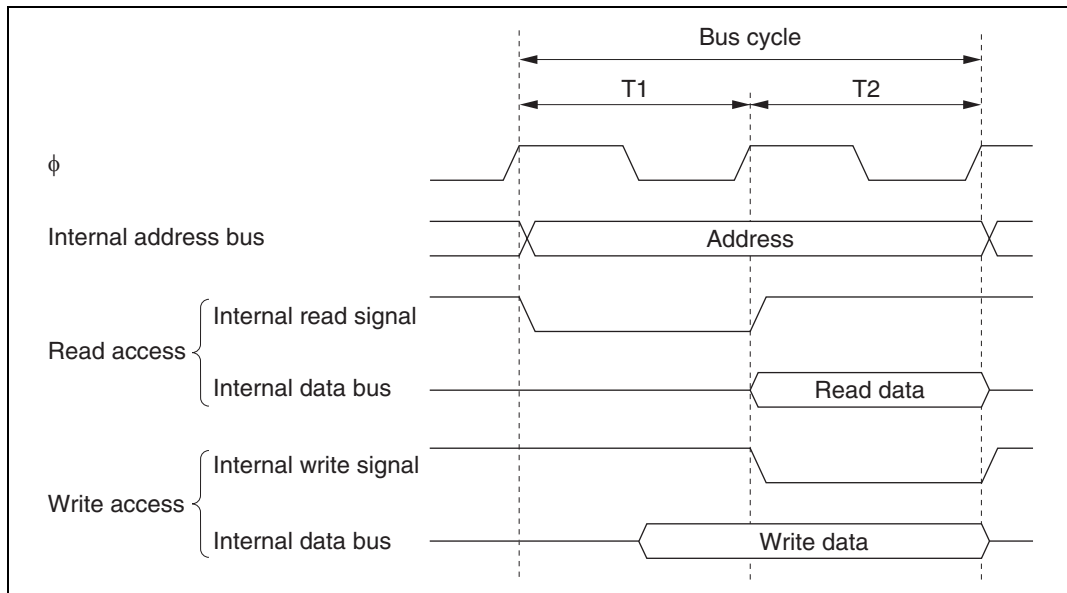 Bus cycle
T1 T2
ϕ
Internal address bus Address
Internal read signal
Read access
Internal data bus Read data
Internal write signal
Write access
Internal data bus Write data